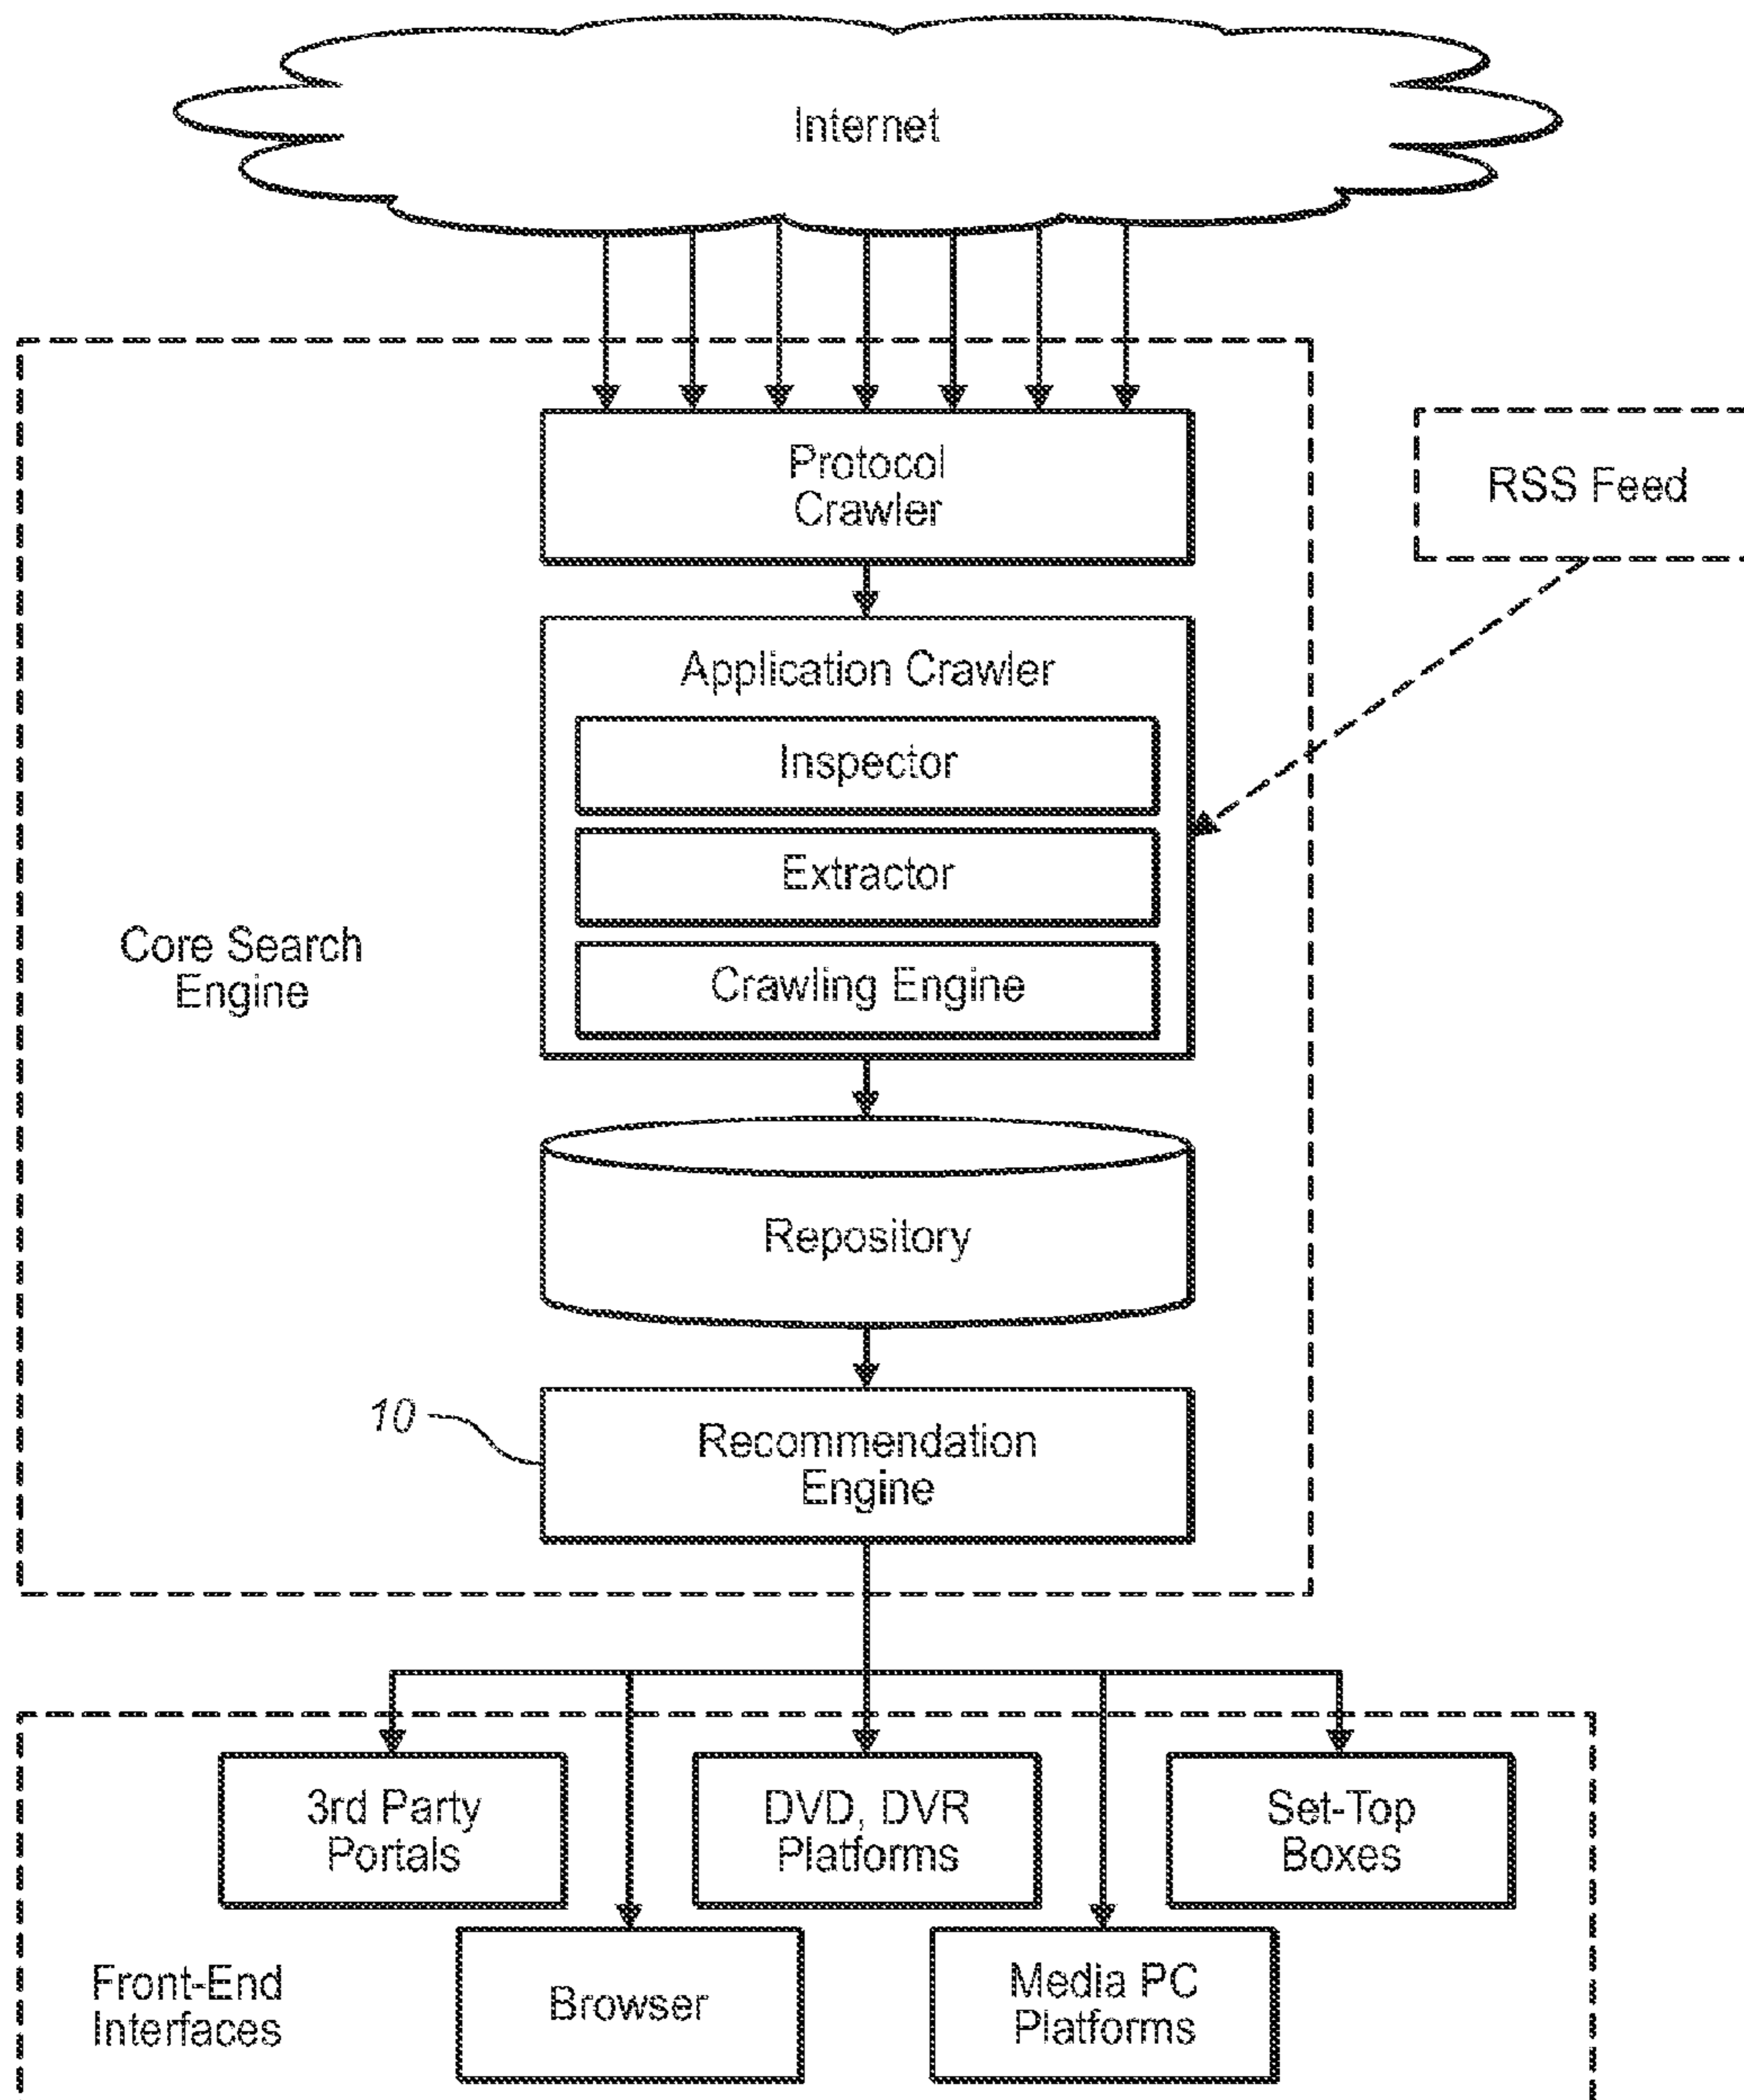 Internet
Protocol
Crawler
RSS Feed
Application Crawler
Inspector
Extractor
Crawling Engine
Core Search
Engine
Repository
10
Recommendation
Engine
3rd Party
Portals
DVD, DVR
Platforms
Set-Top
Boxes
Front-End
Interfaces
Browser
Media PC
Platforms